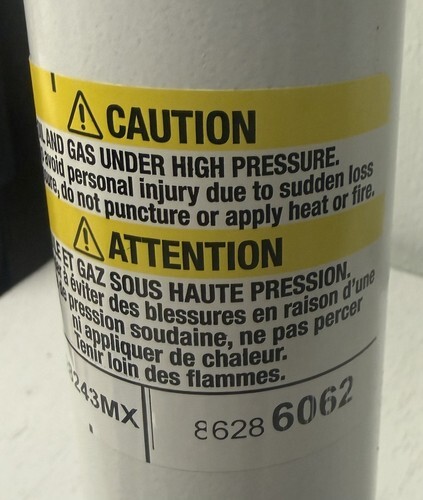 CAUTION
AND GAS UNDER HIGH PRESSURE.
avoid personal injury due to sudden loss
do not puncture or apply heat or fire.
ATTENTION
ET GAZ SOUS HAUTE PRESSION.
à éviter des blessures en raison d'une
pression soudaine, ne pas percer
ni appliquer de chaleur.
Tenir loin des flammes.
243MX
8628 6062